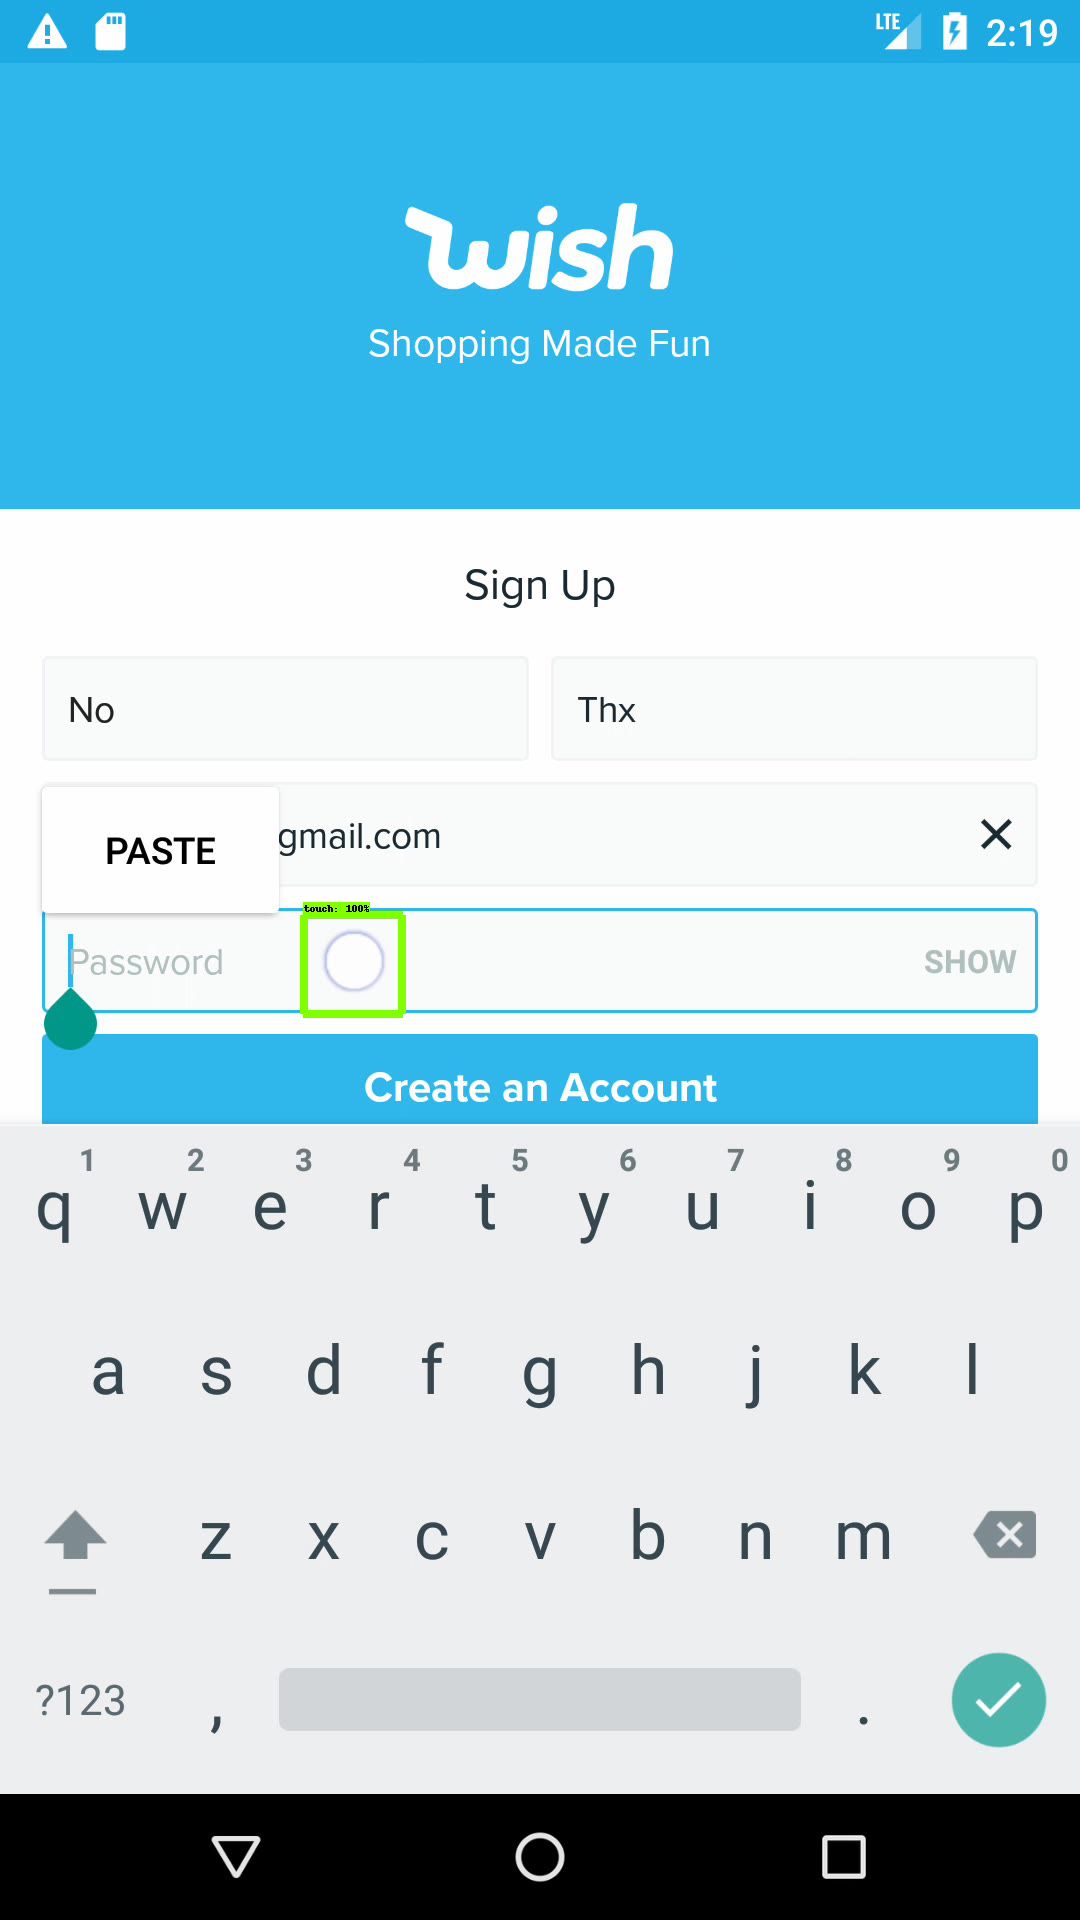 LTE 2:19
wish
Shopping Made Fun
Sign Up
No Thx
PASTE gmail.com
touch: 100%
Password SHOW
Create an Account
1 2 3 4 5 6 7 8 9 0
q w e r t y u i o p
a s d f g h j k l
z x c v b n m
?123 , .